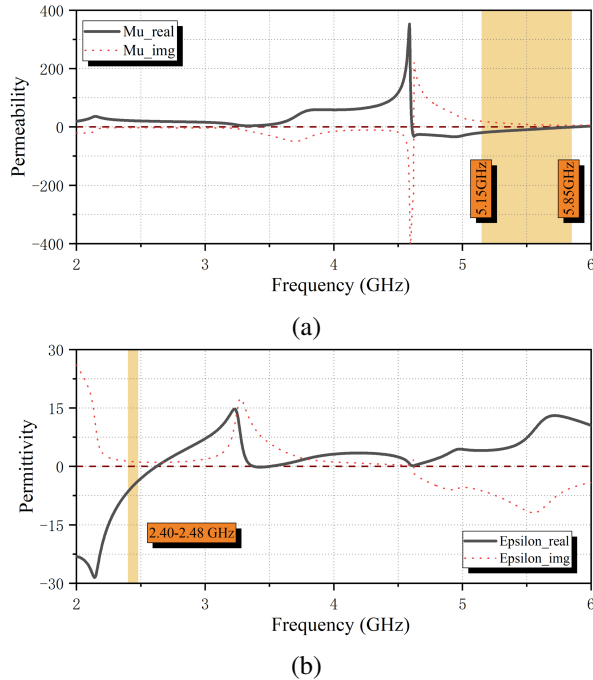 400
200
0
-200
-400
Permeability
Mu_real
Mu_img
5.15GHz
5.85GHz
2 3 4 5 6
Frequency (GHz)
(a)
30
15
0
-15
-30
Permittivity
2.40-2.48 GHz
Epsilon_real
Epsilon_img
2 3 4 5 6
Frequency (GHz)
(b)